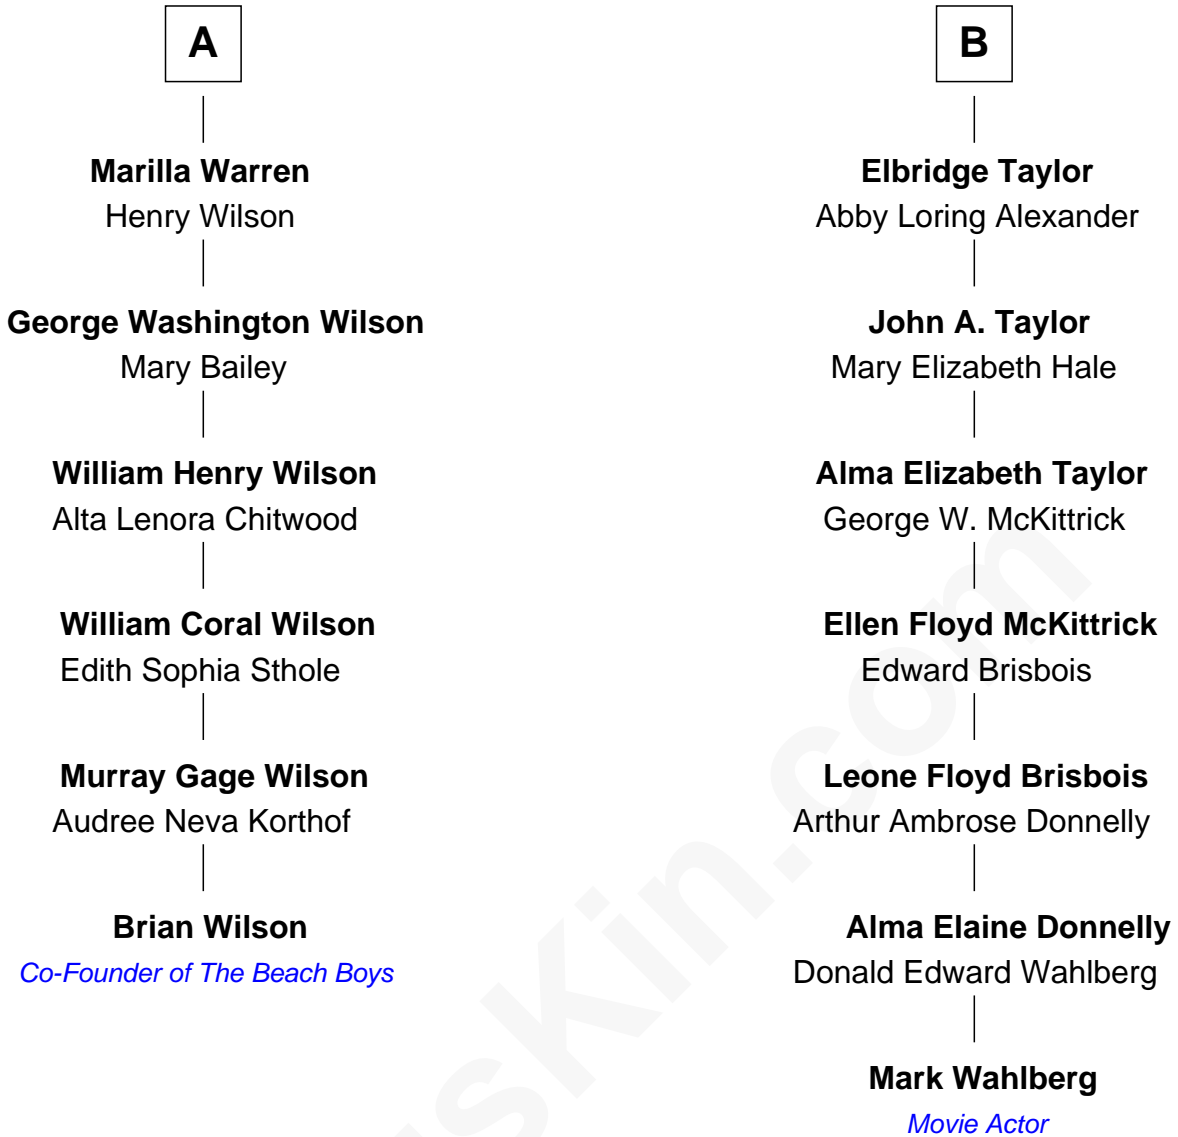 A
Marilla Warren
Henry Wilson
George Washington Wilson
Mary Bailey
William Henry Wilson
Alta Lenora Chitwood
William Coral Wilson
Edith Sophia Sthole
Murray Gage Wilson
Audree Neva Korthof
Brian Wilson
Co-Founder of The Beach Boys
B
Elbridge Taylor
Abby Loring Alexander
John A. Taylor
Mary Elizabeth Hale
Alma Elizabeth Taylor
George W. McKittrick
Ellen Floyd McKittrick
Edward Brisbois
Leone Floyd Brisbois
Arthur Ambrose Donnelly
Alma Elaine Donnelly
Donald Edward Wahlberg
Mark Wahlberg
Movie Actor
sKin.com